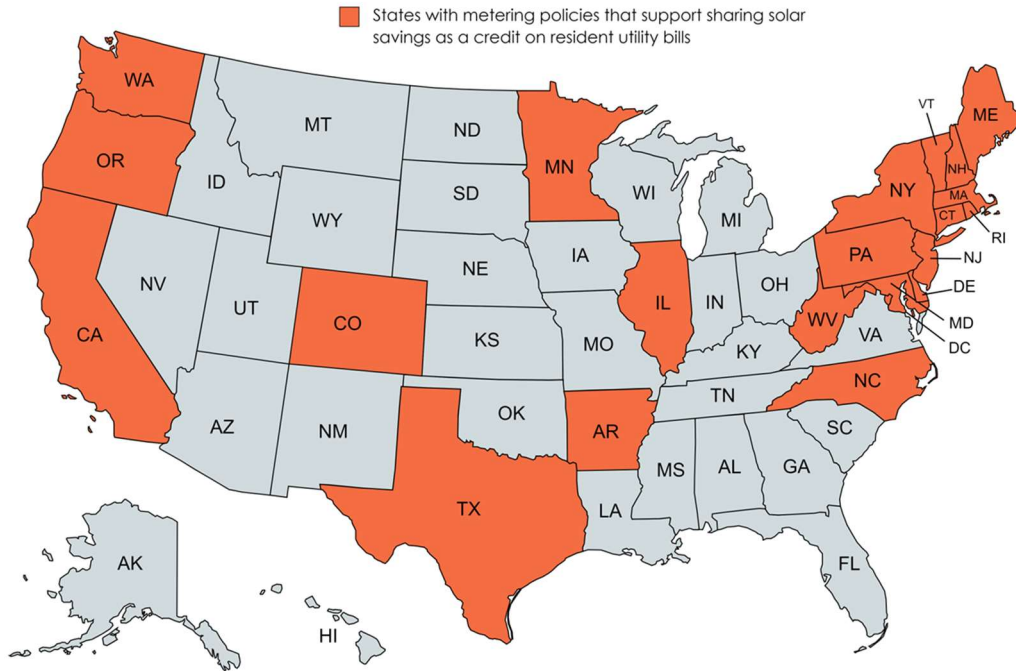 States with metering policies that support sharing solar
savings as a credit on resident utility bills
WA
MT
ND
MN
VT
ME
OR
ID
SD
WI
MI
NY
NH
MA
CT
RI
WY
IA
PA
NJ
NE
OH
DE
NV
UT
CO
IL
IN
WV
MD
CA
KS
MO
VA
DC
KY
NC
AZ
NM
OK
AR
TN
SC
MS
AL
GA
TX
LA
AK
FL
HI